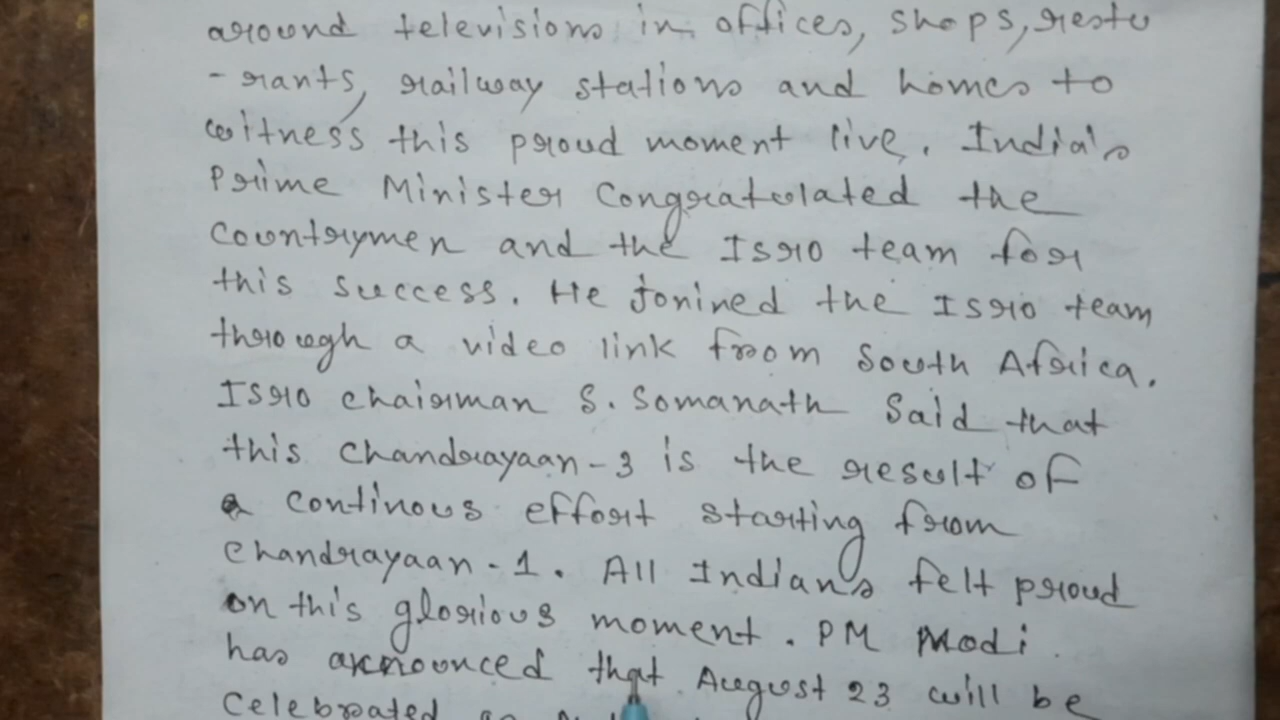 around televisions in offices, shops, restu
-rants, railway stations and homes to
witness this proud moment live. India's
Prime Minister Congratulated the
Countrymen and the Isro team for
this success. He Jonined the Isro team
through a video link from South Africa.
Isro chairman S. Somanath Said that
this Chandrayaan-3 is the result of
a continous effort starting from
Chandrayaan-1. All Indians felt proud
on this glorious moment. PM Modi
has annouced that August 23 will be
Celebrated as